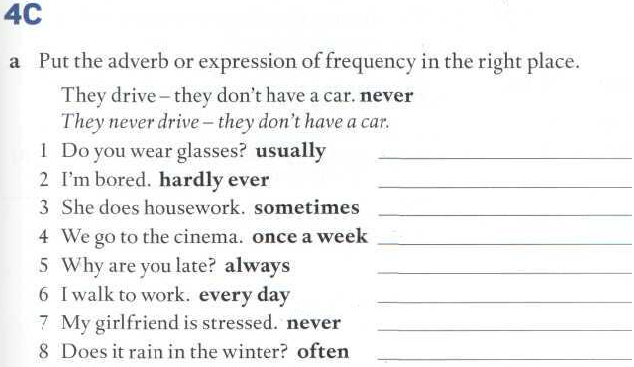 4C
a Put the adverb or expression of frequency in the right place.
They drive – they don't have a car. never
They never drive – they don't have a car.
1 Do you wear glasses? usually
2 I'm bored. hardly ever
3 She does housework. sometimes
4 We go to the cinema. once a week
5 Why are you late? always
6 I walk to work. every day
7 My girlfriend is stressed. never
8 Does it rain in the winter? often